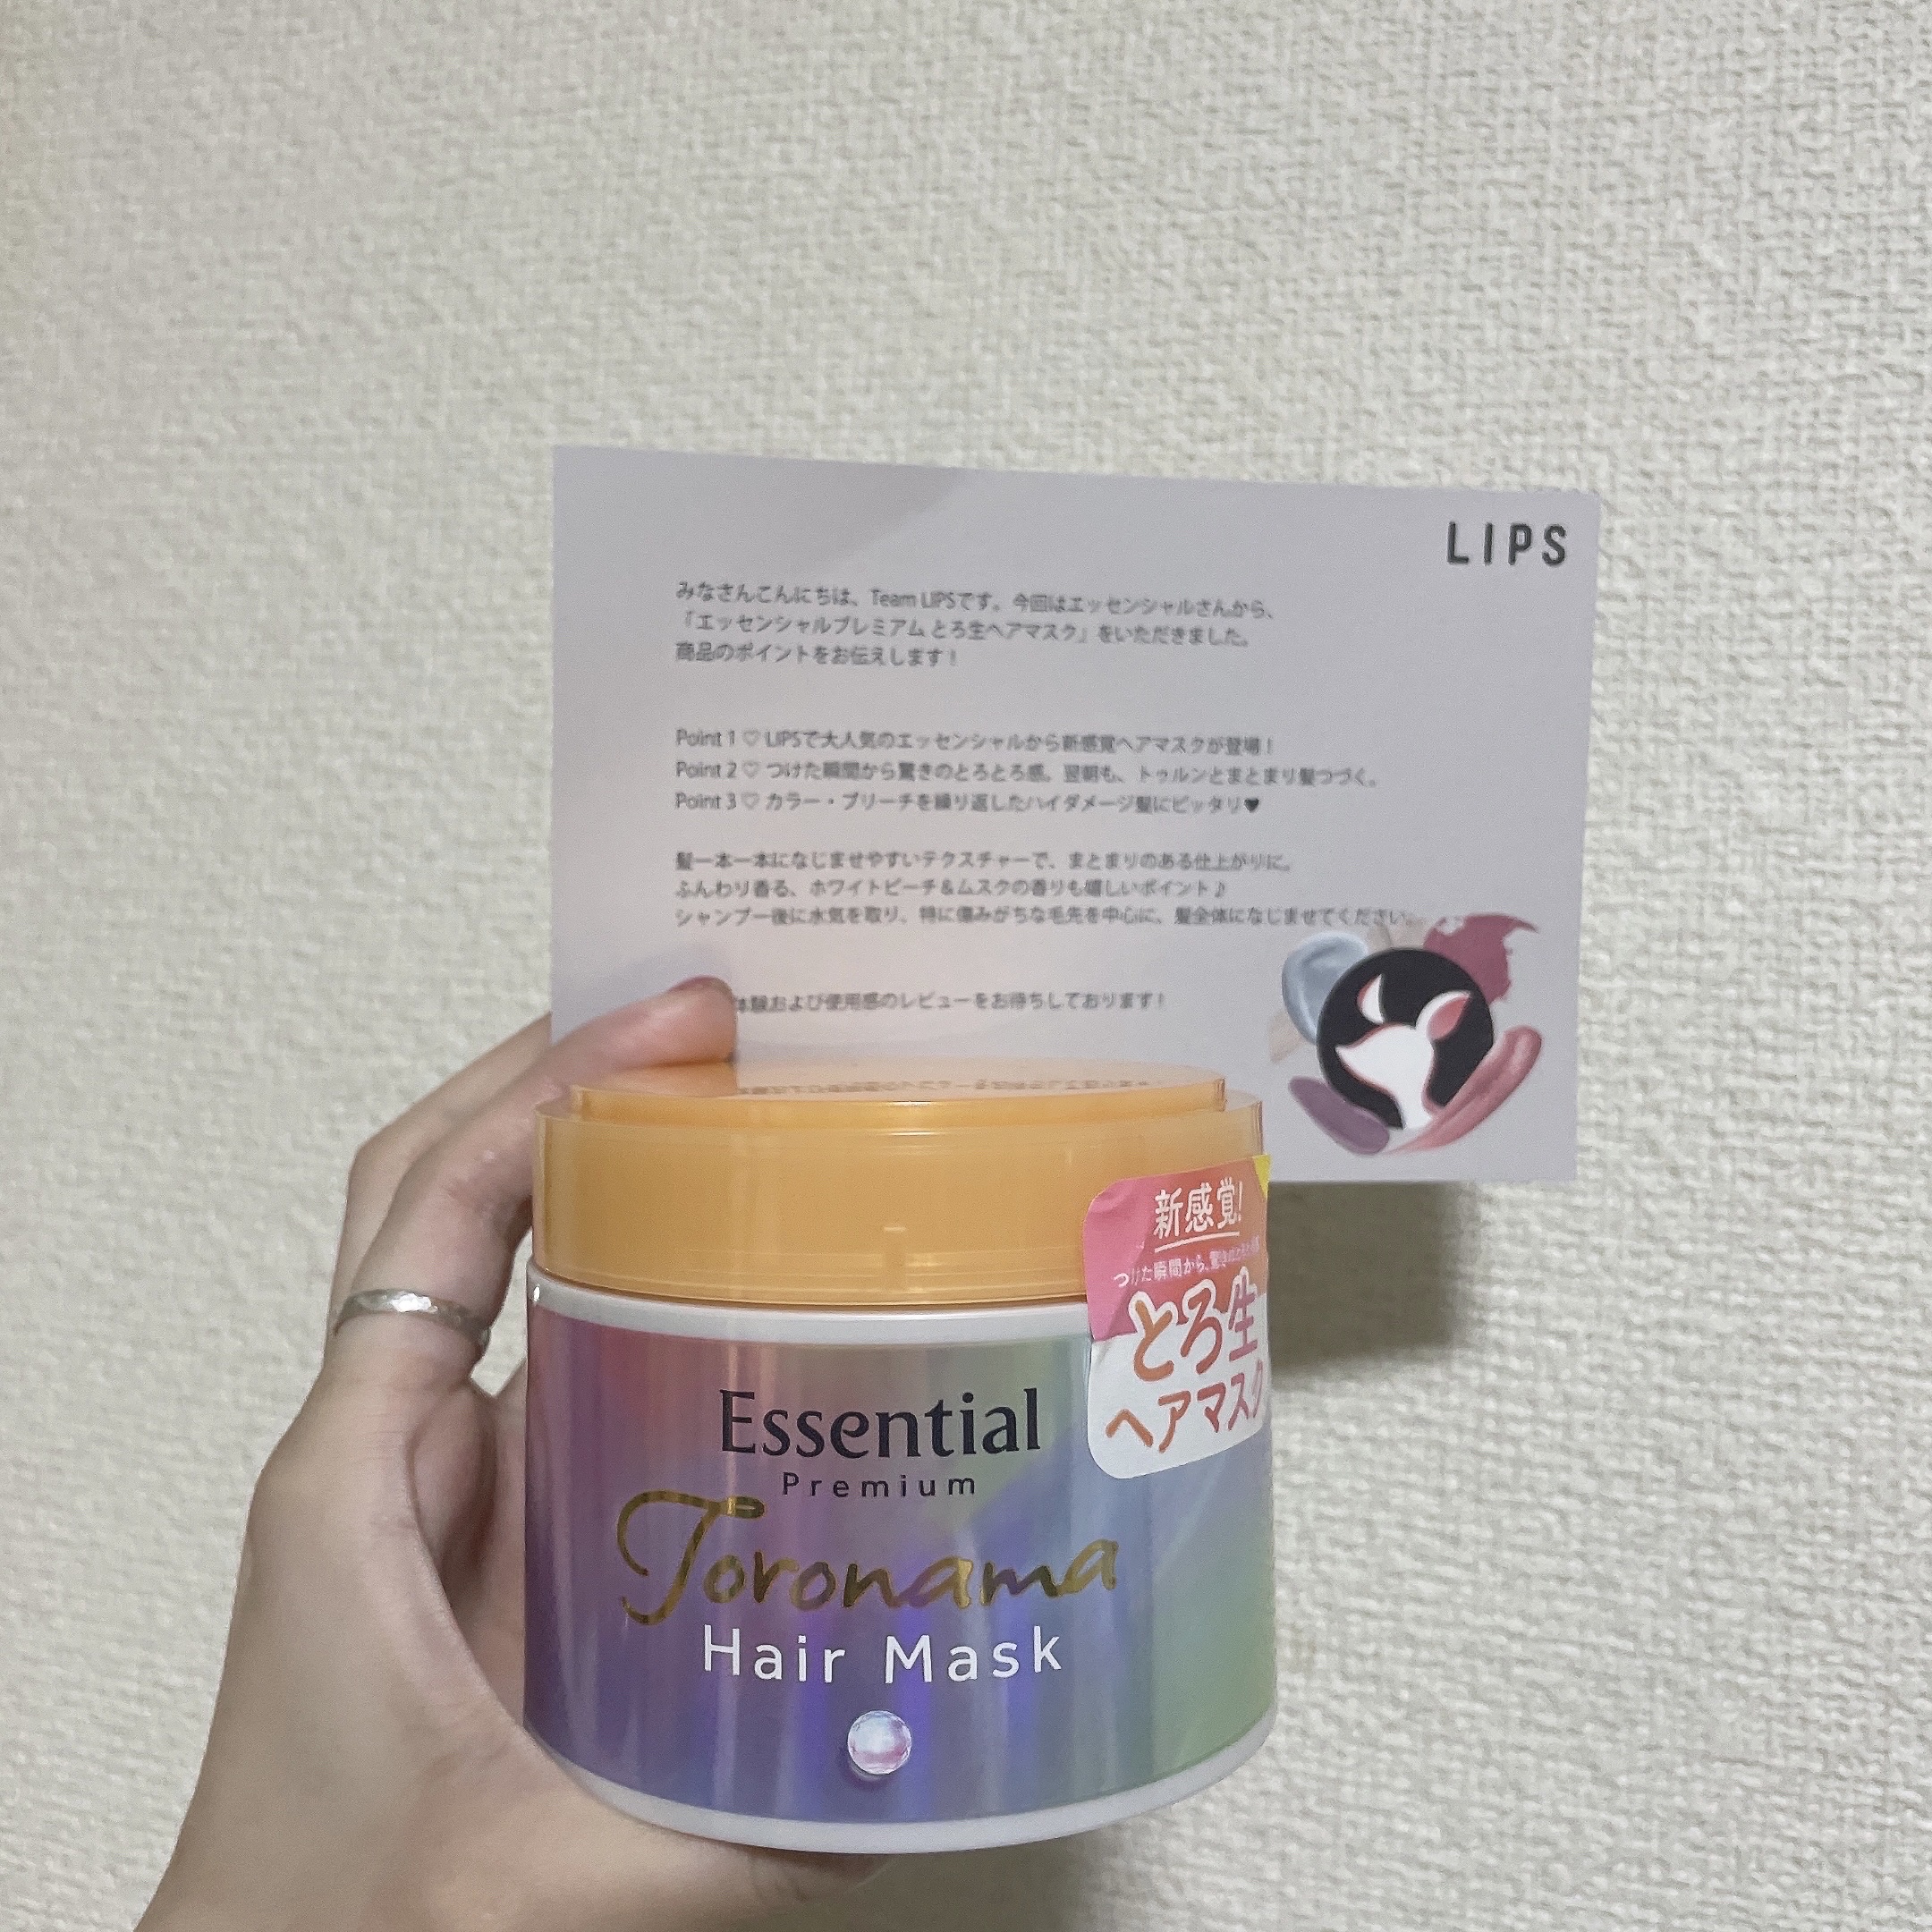 LIPS
みなさんこんにちは、Team LIPSです。今回はエッセンシャルさんから、
「エッセンシャルプレミアム とろ生ヘアマスク」をいただきました。
商品のポイントをお伝えします！
Point 1 ♡ LIPSで大人気のエッセンシャルから新感覚ヘアマスクが登場！
Point 2 ♡ つけた瞬間から驚きのとろとろ感。翌朝も、トゥルンとまとまり髪つづく。
Point 3 ♡ カラー・ブリーチを繰り返したハイダメージ髪にピッタリ♥
髪一本一本になじませやすいテクスチャーで、まとまりのある仕上がりに。
ふんわり香る、ホワイトピーチ＆ムスクの香りも嬉しいポイント♪
シャンプー後に水気を取り、特に傷みがちな毛先を中心に、髪全体になじませてください。
体験および使用感のレビューをお待ちしております！
新感覚！
つけた瞬間から、驚きの
とろ生
ヘアマスク
Essential
Premium
Toronama
Hair Mask